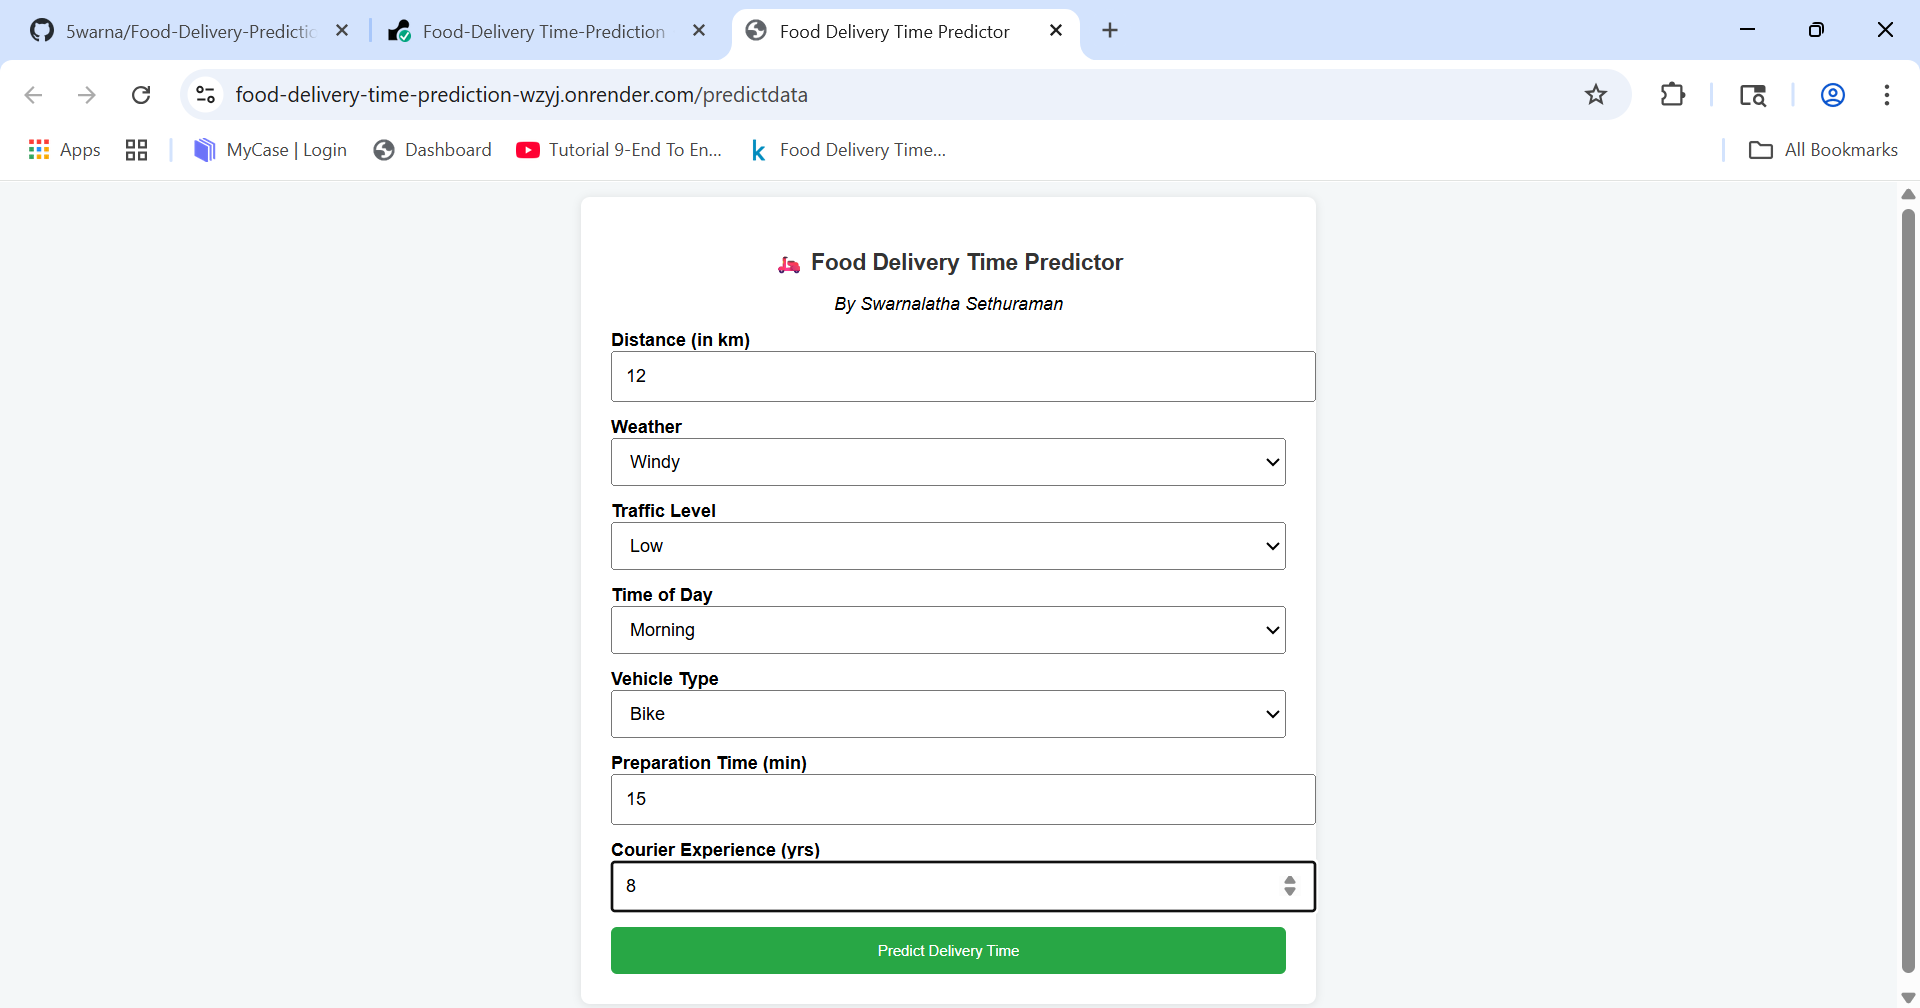 5warna/Food-Delivery-Predictic
Food-Delivery Time-Prediction
Food Delivery Time Predictor
food-delivery-time-prediction-wzyj.onrender.com/predictdata
Apps
MyCase | Login
Dashboard
Tutorial 9-End To En...
k
Food Delivery Time...
All Bookmarks
Food Delivery Time Predictor
By Swarnalatha Sethuraman
Distance (in km)
12
Weather
Windy
Traffic Level
Low
Time of Day
Morning
Vehicle Type
Bike
Preparation Time (min)
15
Courier Experience (yrs)
8
Predict Delivery Time